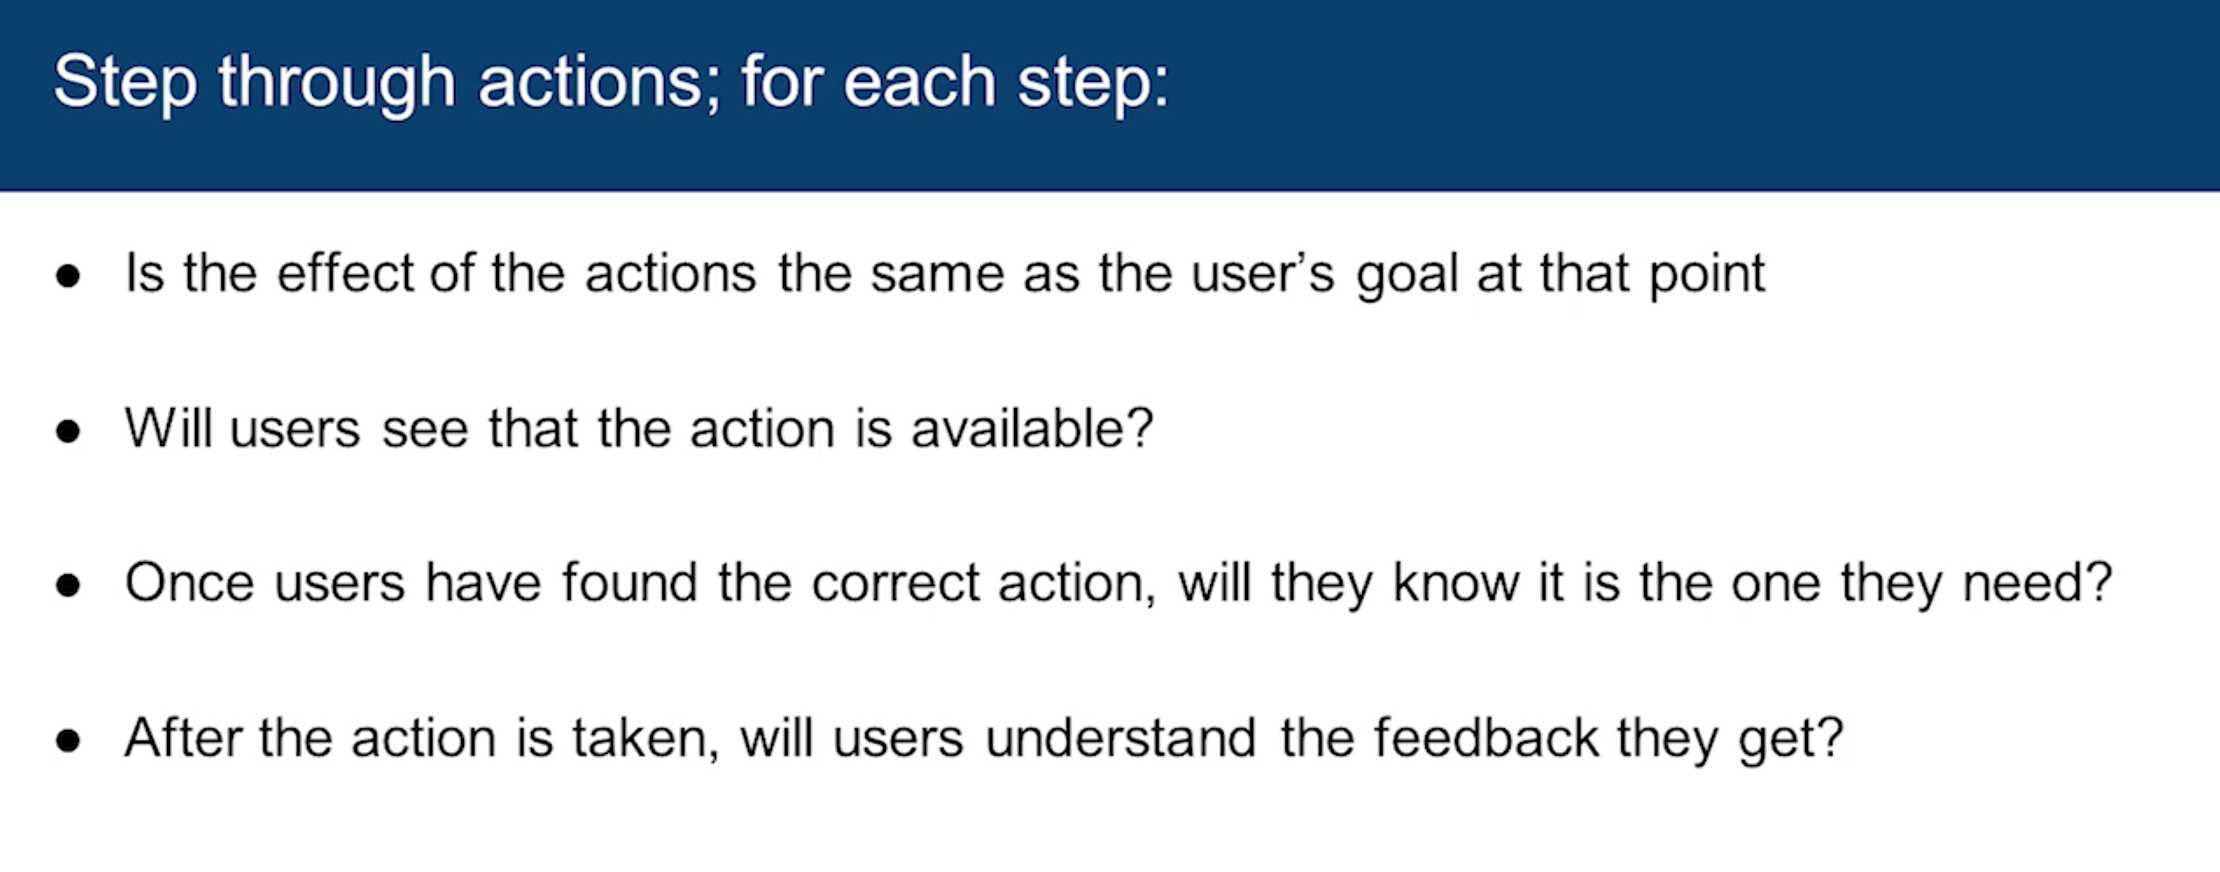 Step through actions; for each step:
● Is the effect of the actions the same as the user’s goal at that point
● Will users see that the action is available?
● Once users have found the correct action, will they know it is the one they need?
● After the action is taken, will users understand the feedback they get?